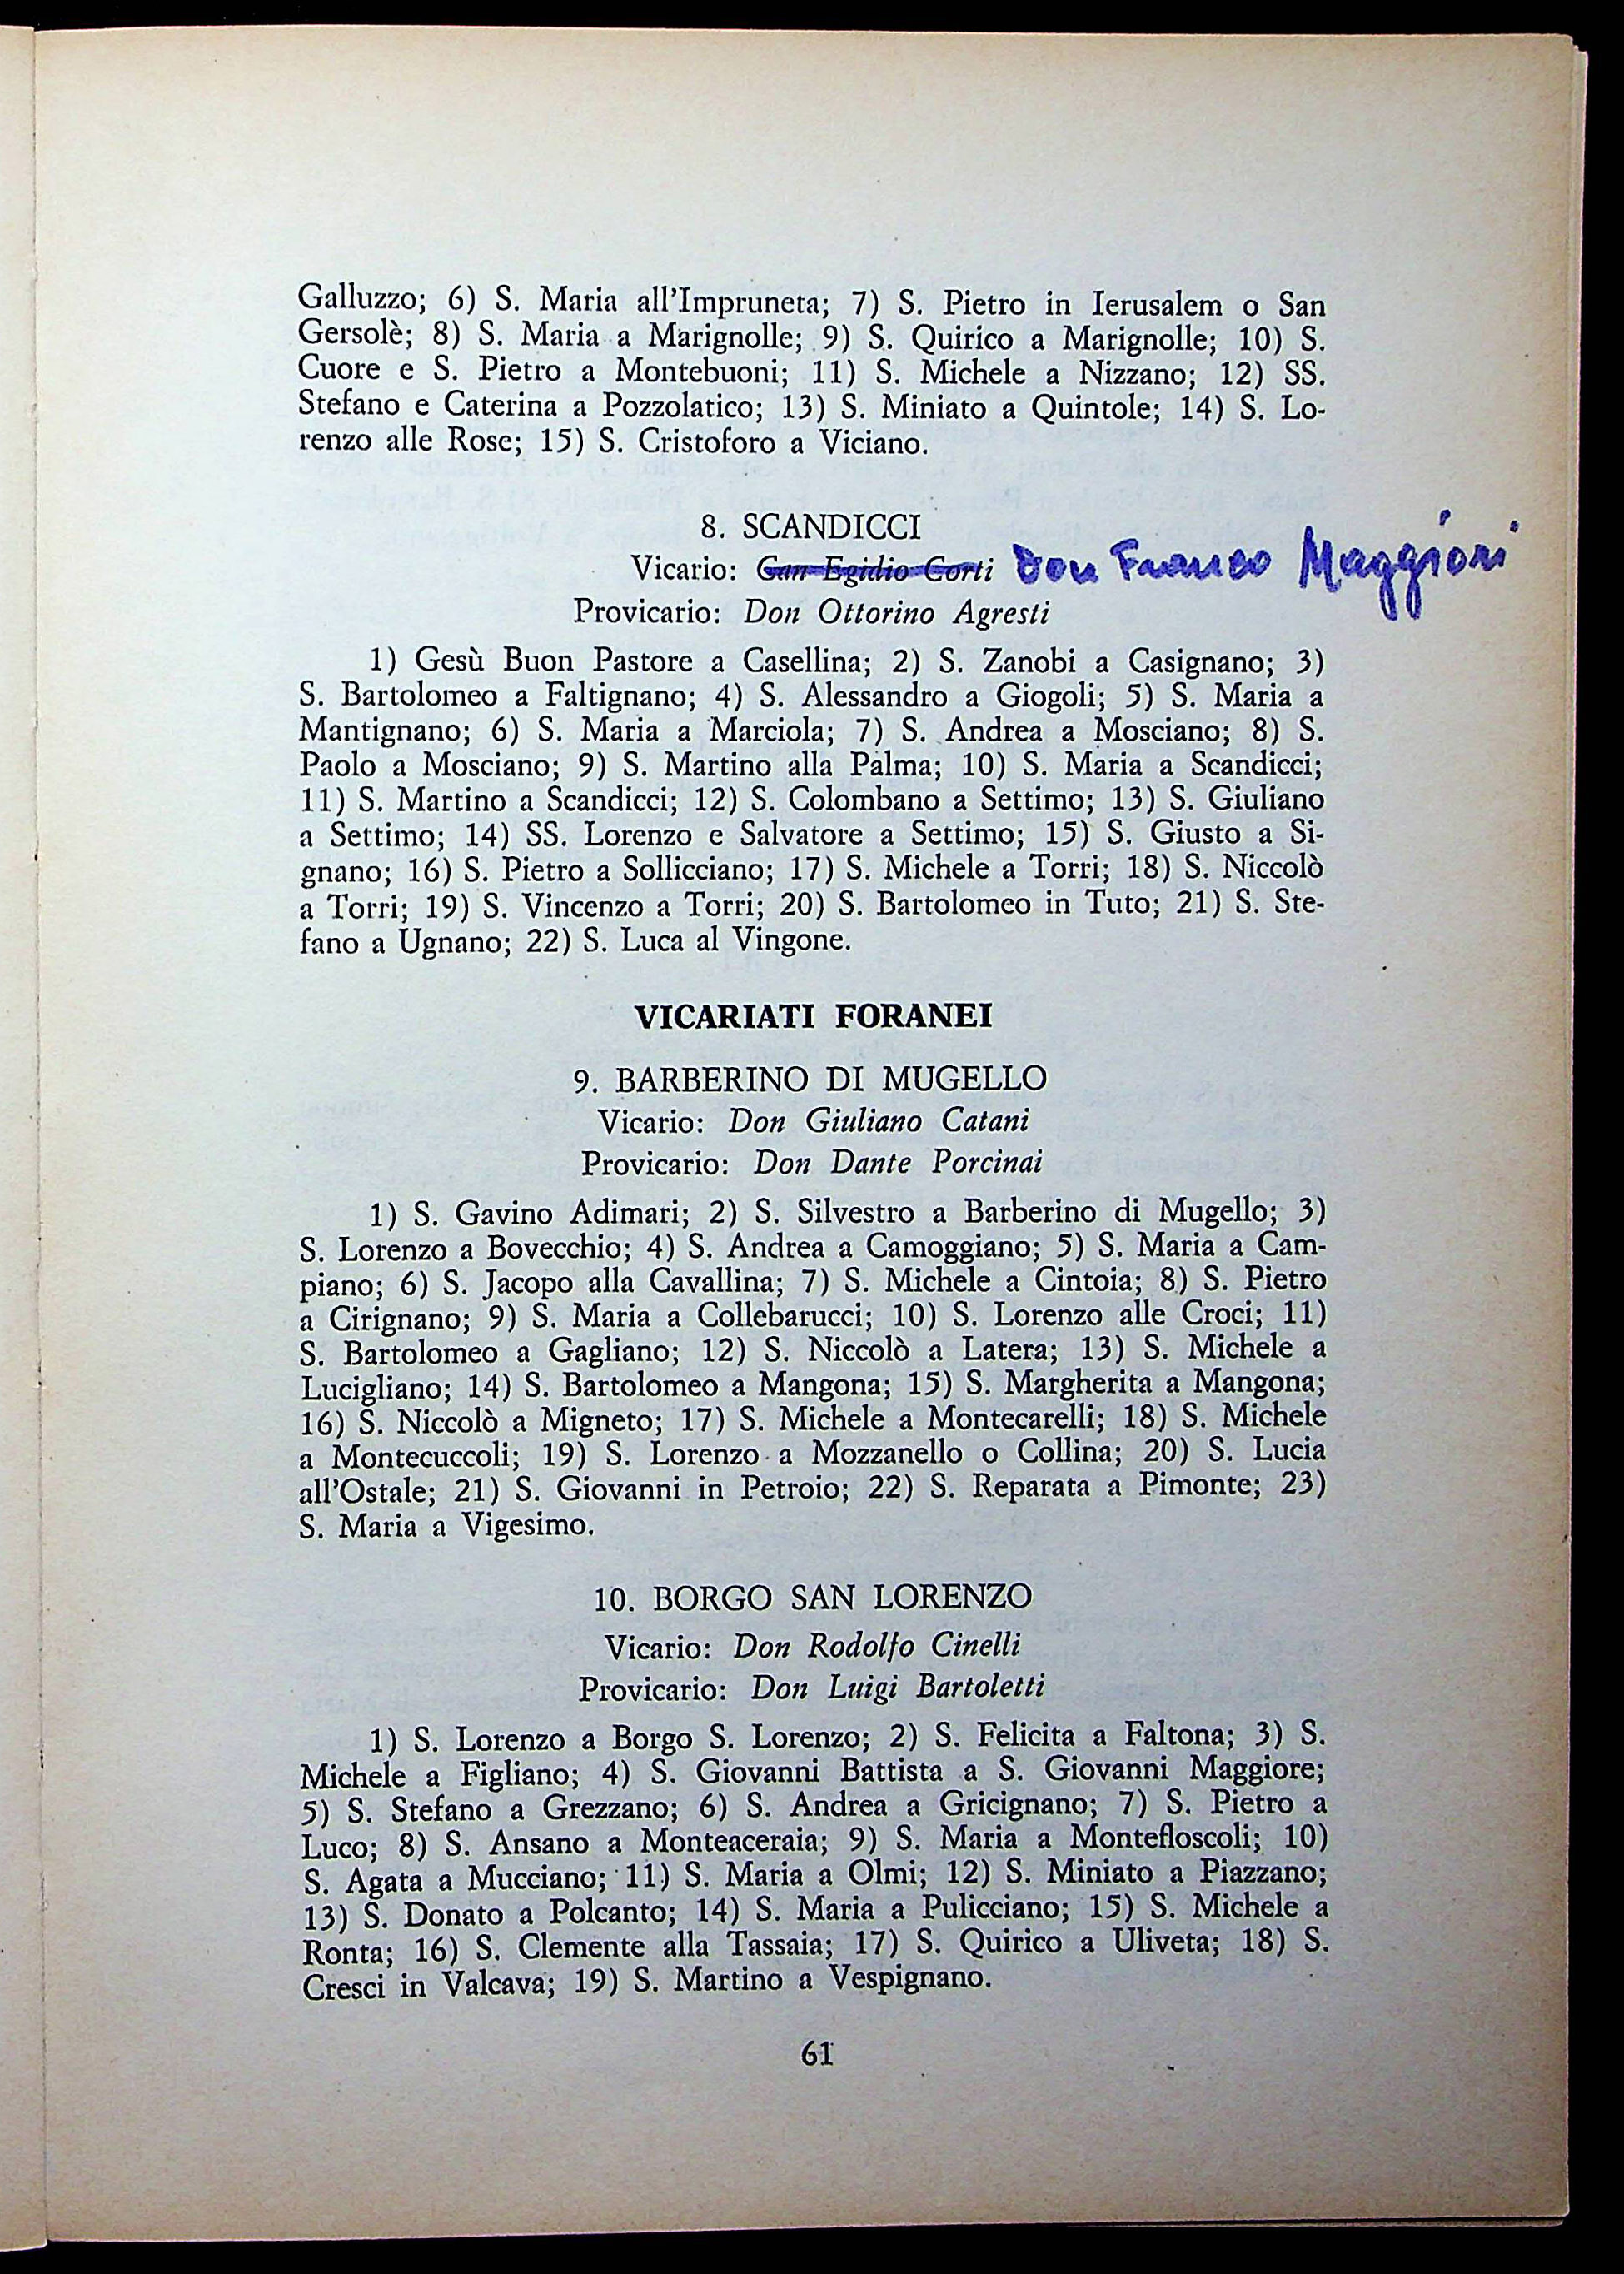 Galluzzo; 6) S. Maria all'Impruneta; 7) S. Pietro in Ierusalem o San
Gersolè; 8) S. Maria a Marignolle; 9) S. Quirico a Marignolle; 10) S.
Cuore e S. Pietro a Montebuoni; 11) S. Michele a Nizzano; 12) SS.
Stefano e Caterina a Pozzolatico; 13) S. Miniato a Quintole; 14) S. Lo-
renzo alle Rose; 15) S. Cristoforo a Viciano.
8. SCANDICCI
Vicario: Can Egidio Corti Don Franco Maggioni
Provicario: Don Ottorino Agresti
1) Gesù Buon Pastore a Casellina; 2) S. Zanobi a Casignano; 3)
S. Bartolomeo a Faltignano; 4) S. Alessandro a Giogoli; 5) S. Maria a
Mantignano; 6) S. Maria a Marciola; 7) S. Andrea a Mosciano; 8) S.
Paolo a Mosciano; 9) S. Martino alla Palma; 10) S. Maria a Scandicci;
11) S. Martino a Scandicci; 12) S. Colombano a Settimo; 13) S. Giuliano
a Settimo; 14) SS. Lorenzo e Salvatore a Settimo; 15) S. Giusto a Si-
gnano; 16) S. Pietro a Sollicciano; 17) S. Michele a Torri; 18) S. Niccolò
a Torri; 19) S. Vincenzo a Torri; 20) S. Bartolomeo in Tuto; 21) S. Ste-
fano a Ugnano; 22) S. Luca al Vingone.
VICARIATI FORANEI
9. BARBERINO DI MUGELLO
Vicario: Don Giuliano Catani
Provicario: Don Dante Porcinai
1) S. Gavino Adimari; 2) S. Silvestro a Barberino di Mugello; 3)
S. Lorenzo a Bovecchio; 4) S. Andrea a Camoggiano; 5) S. Maria a Cam-
piano; 6) S. Jacopo alla Cavallina; 7) S. Michele a Cintoia; 8) S. Pietro
a Cirignano; 9) S. Maria a Collebarucci; 10) S. Lorenzo alle Croci; 11)
S. Bartolomeo a Gagliano; 12) S. Niccolò a Latera; 13) S. Michele a
Lucigliano; 14) S. Bartolomeo a Mangona; 15) S. Margherita a Mangona;
16) S. Niccolò a Migneto; 17) S. Michele a Montecarelli; 18) S. Michele
a Montecuccoli; 19) S. Lorenzo a Mozzanello o Collina; 20) S. Lucia
all'Ostale; 21) S. Giovanni in Petroio; 22) S. Reparata a Pimonte; 23)
S. Maria a Vigesimo.
10. BORGO SAN LORENZO
Vicario: Don Rodolfo Cinelli
Provicario: Don Luigi Bartoletti
1) S. Lorenzo a Borgo S. Lorenzo; 2) S. Felicita a Faltona; 3) S.
Michele a Figliano; 4) S. Giovanni Battista a S. Giovanni Maggiore;
5) S. Stefano a Grezzano; 6) S. Andrea a Gricignano; 7) S. Pietro a
Luco; 8) S. Ansano a Monteaceraia; 9) S. Maria a Montefloscoli; 10)
S. Agata a Mucciano; 11) S. Maria a Olmi; 12) S. Miniato a Piazzano;
13) S. Donato a Polcanto; 14) S. Maria a Pulicciano; 15) S. Michele a
Ronta; 16) S. Clemente alla Tassaia; 17) S. Quirico a Uliveta; 18) S.
Cresci in Valcava; 19) S. Martino a Vespignano.
61